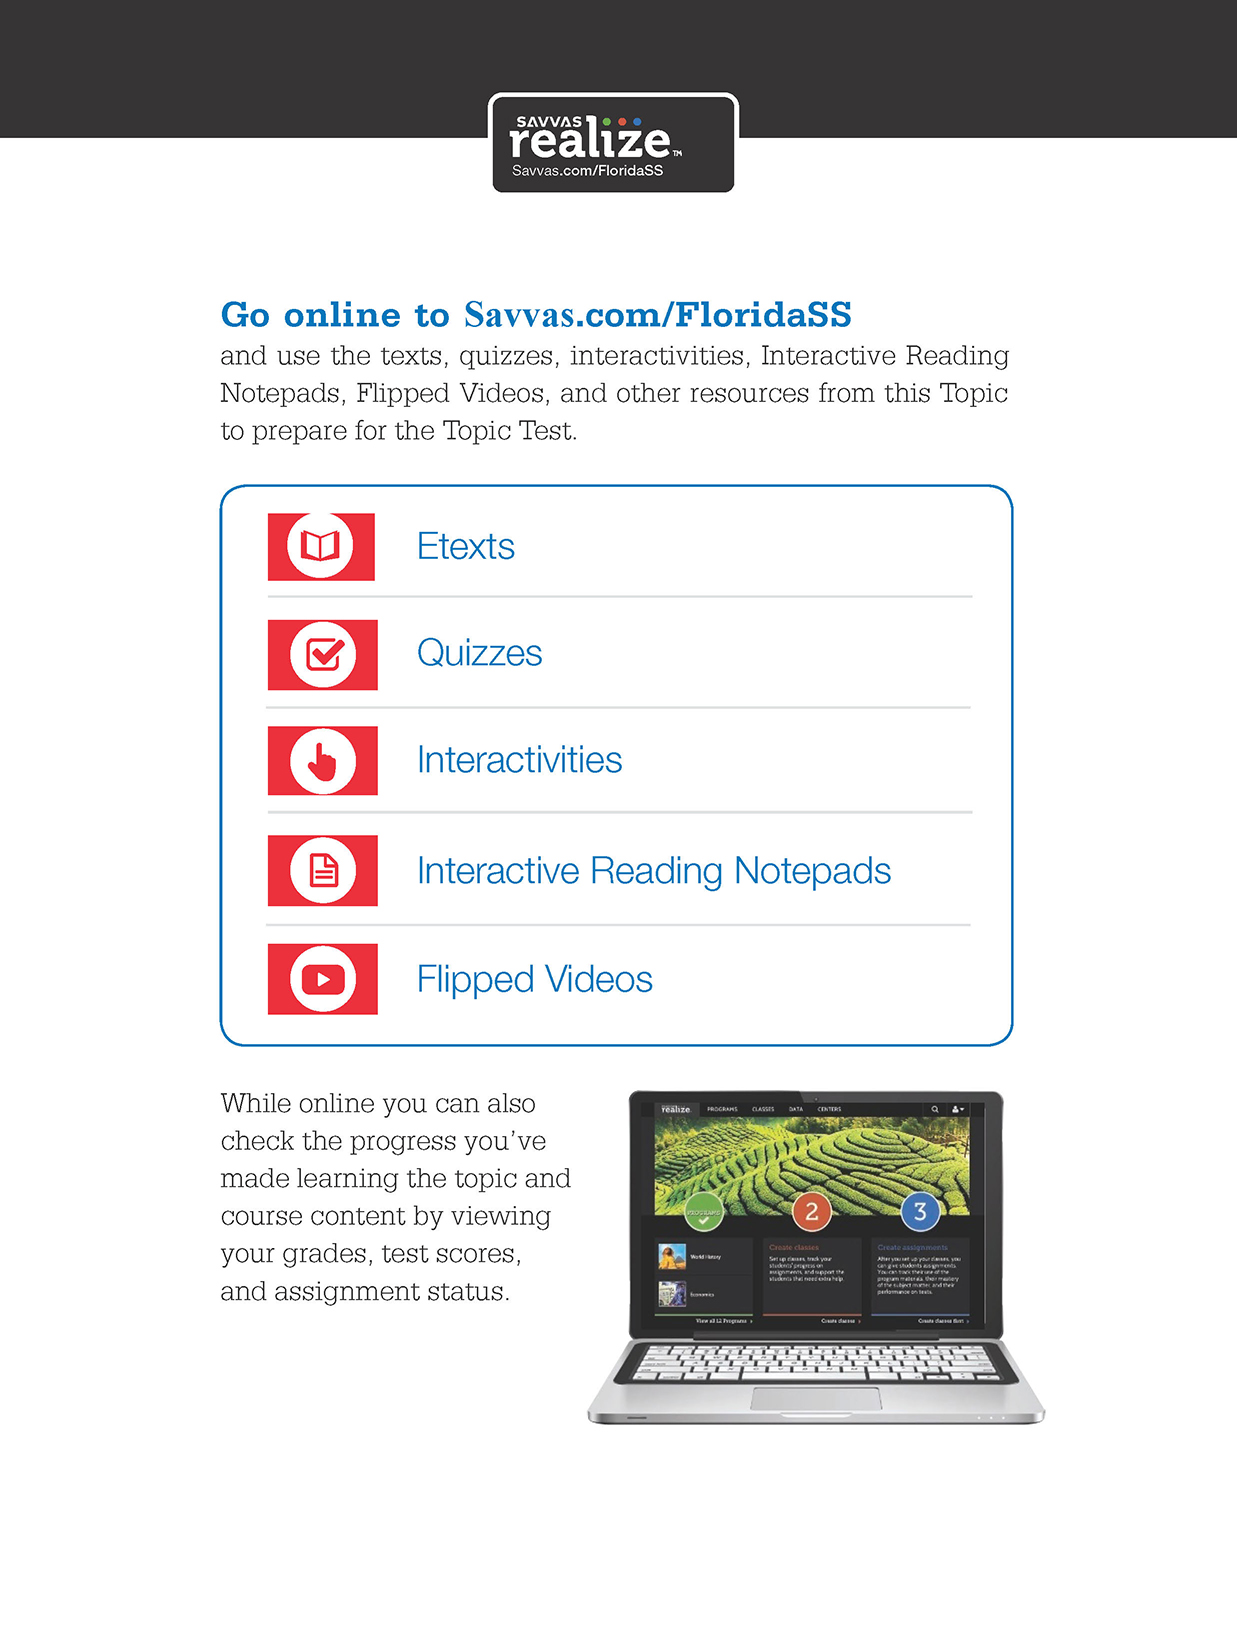 SAVVAS
realize™
Savvas.com/FloridaSS
Go online to Savvas.com/FloridaSS
and use the texts, quizzes, interactivities, Interactive Reading
Notepads, Flipped Videos, and other resources from this Topic
to prepare for the Topic Test.
Etexts
Quizzes
Interactivities
Interactive Reading Notepads
Flipped Videos
While online you can also
check the progress you’ve
made learning the topic and
course content by viewing
your grades, test scores,
and assignment status.
realize.
PROGRAMS CLASSES DATA CENTERS
PROGRAMS
2
3
World History
Economics
View all 12 Programs
Create classes
Set up classes, track your
students' progress on
assignments, and support the
students that need extra help.
Create classes
Create assignments
After you set up your classes, you
can give students assignments.
You can track their use of the
program materials, their mastery
of the subject matter, and their
performance on tests.
Create classes first